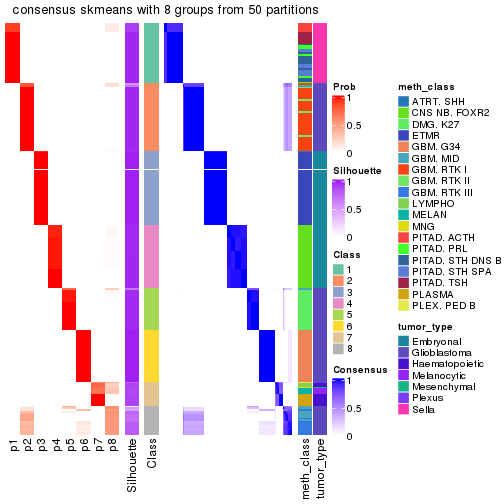 consensus skmeans with 8 groups from 50 partitions
p1
p2
p3
p4
p5
p6
p7
p8
Silhouette
Class
meth_class
tumor_type
Prob
1
0.5
0
Silhouette
1
0.5
0
Class
1
2
3
4
5
6
7
8
Consensus
1
0.5
0
meth_class
ATRT. SHH
CNS NB. FOXR2
DMG. K27
ETMR
GBM. G34
GBM. MID
GBM. RTK I
GBM. RTK II
GBM. RTK III
LYMPHO
MELAN
MNG
PITAD. ACTH
PITAD. PRL
PITAD. STH DNS B
PITAD. STH SPA
PITAD. TSH
PLASMA
PLEX. PED B
tumor_type
Embryonal
Glioblastoma
Haematopoietic
Melanocytic
Mesenchymal
Plexus
Sella